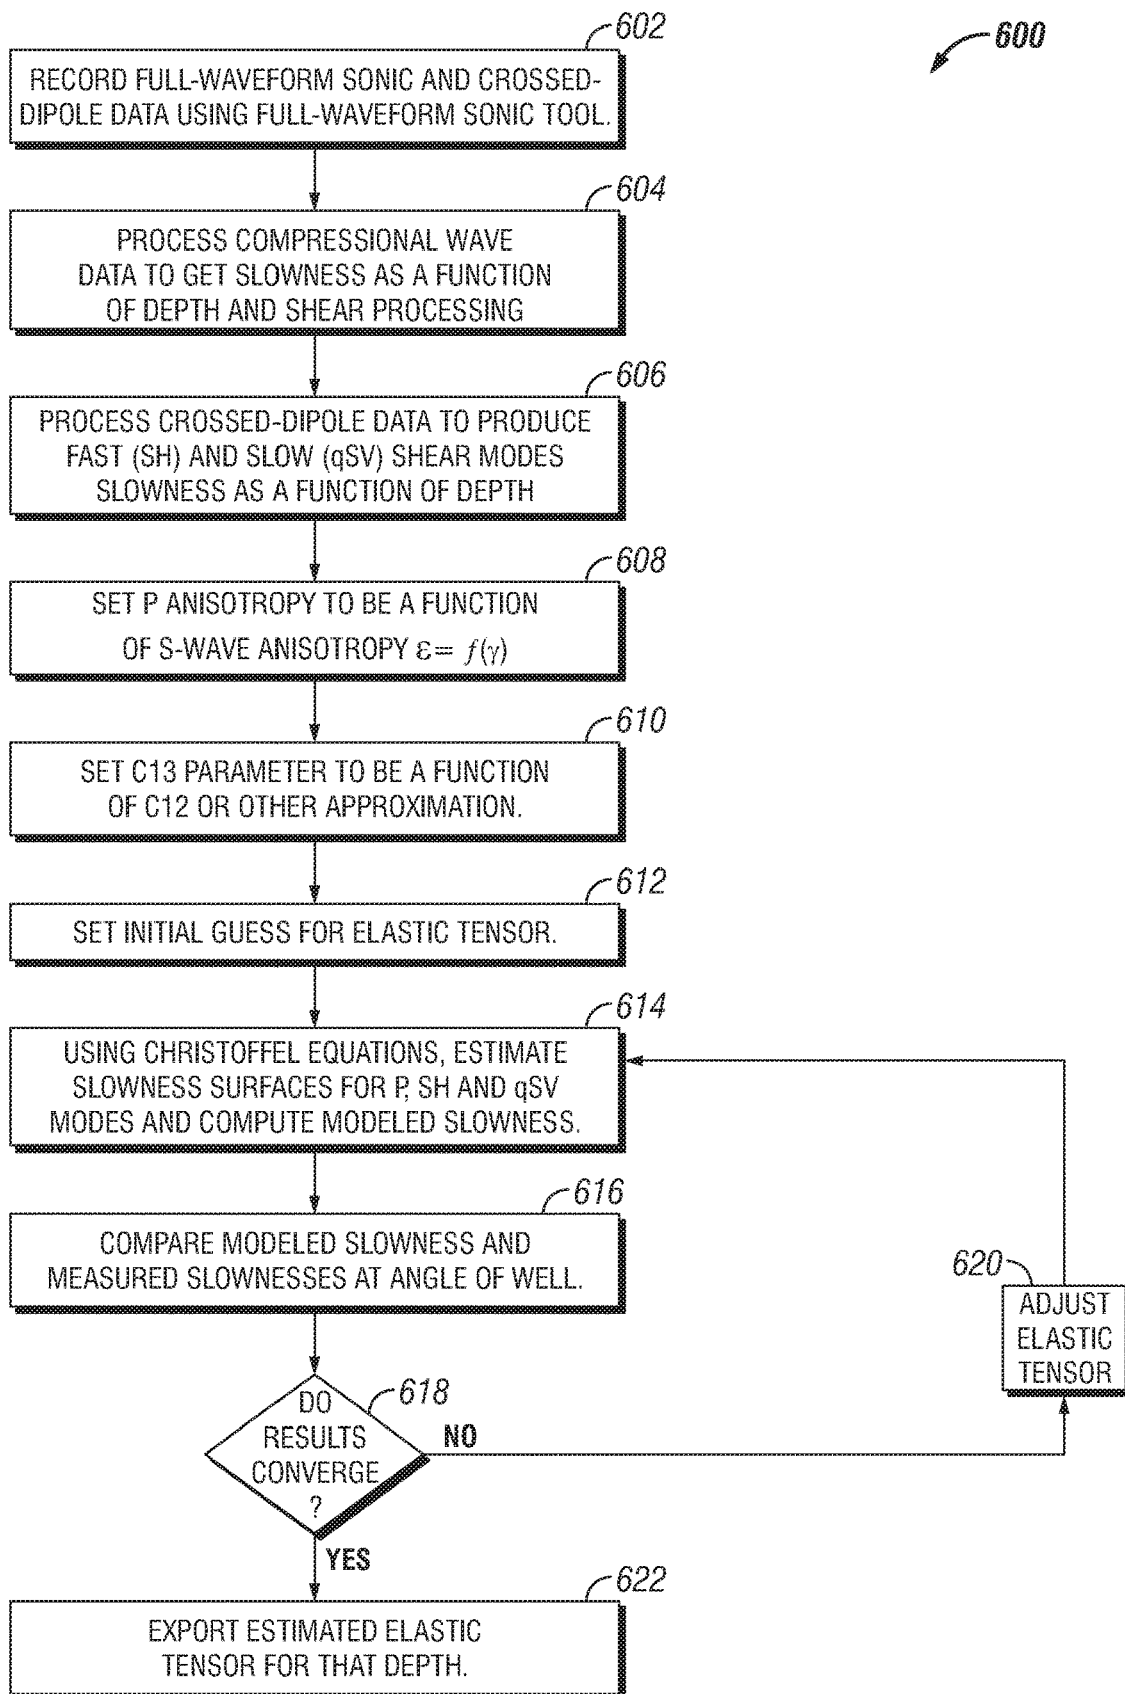 600
602
RECORD FULL-WAVEFORM SONIC AND CROSSED-
DIPOLE DATA USING FULL-WAVEFORM SONIC TOOL.
604
PROCESS COMPRESSIONAL WAVE
DATA TO GET SLOWNESS AS A FUNCTION
OF DEPTH AND SHEAR PROCESSING
606
PROCESS CROSSED-DIPOLE DATA TO PRODUCE
FAST (SH) AND SLOW (qSV) SHEAR MODES
SLOWNESS AS A FUNCTION OF DEPTH
608
SET P ANISOTROPY TO BE A FUNCTION
OF S-WAVE ANISOTROPY ε= f(γ)
610
SET C13 PARAMETER TO BE A FUNCTION
OF C12 OR OTHER APPROXIMATION.
612
SET INITIAL GUESS FOR ELASTIC TENSOR.
614
USING CHRISTOFFEL EQUATIONS, ESTIMATE
SLOWNESS SURFACES FOR P, SH AND qSV
MODES AND COMPUTE MODELED SLOWNESS.
616
COMPARE MODELED SLOWNESS AND
MEASURED SLOWNESSES AT ANGLE OF WELL.
618
DO
RESULTS
CONVERGE
?
NO
620
ADJUST
ELASTIC
TENSOR
YES
622
EXPORT ESTIMATED ELASTIC
TENSOR FOR THAT DEPTH.